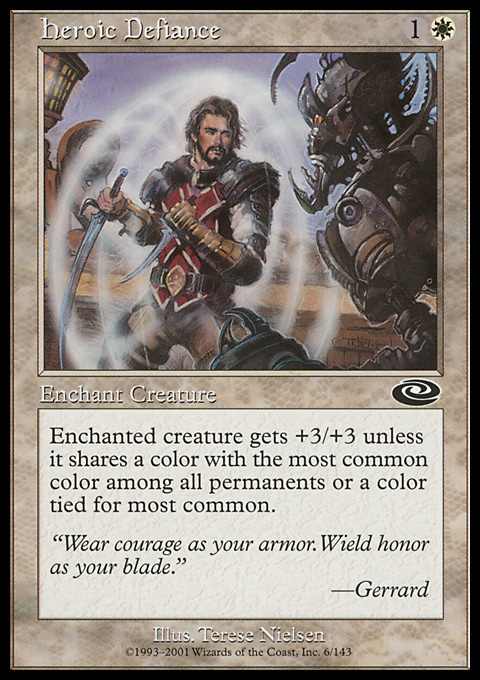 Heroic Defiance 1
Enchant Creature
Enchanted creature gets +3/+3 unless
it shares a color with the most common
color among all permanents or a color
tied for most common.
“Wear courage as your armor. Wield honor
as your blade.”
—Gerrard
Illus. Terese Nielsen
©1993–2001 Wizards of the Coast, Inc. 6/143